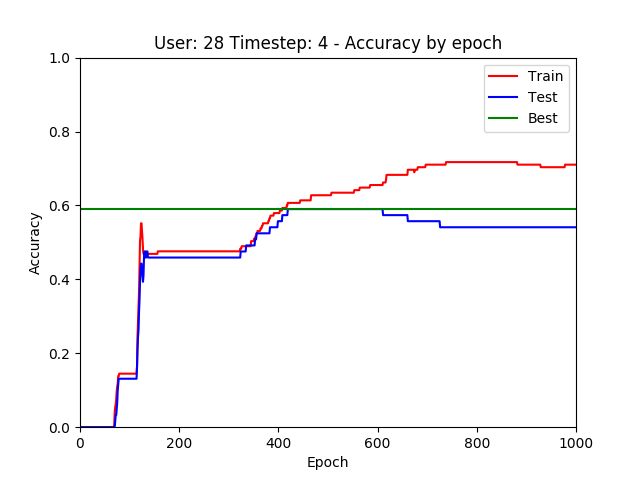 User: 28 Timestep: 4 - Accuracy by epoch
1.0
0.8
0.6
0.4
0.2
0.0
Accuracy
Train
Test
Best
0 200 400 600 800 1000
Epoch